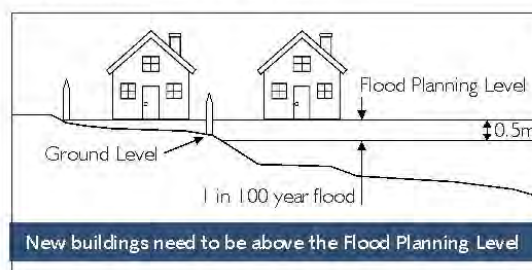 Flood Planning Level
0.5m
Ground Level
1 in 100 year flood
New buildings need to be above the Flood Planning Level